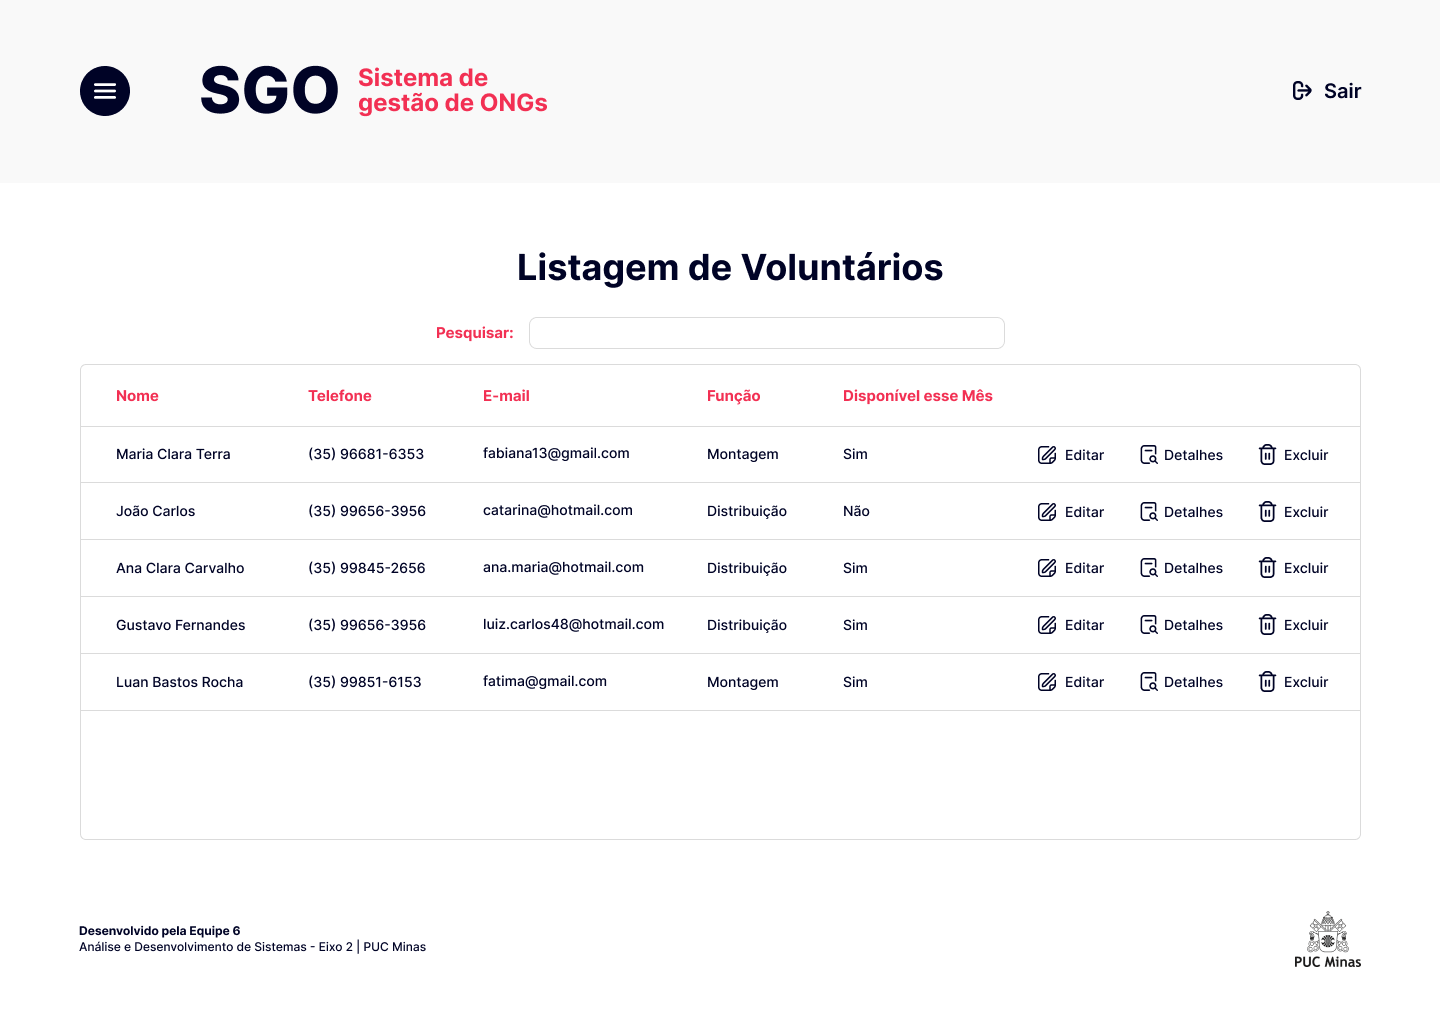 SGO
Sistema de
gestão de ONGs
Sair
Listagem de Voluntários
Pesquisar:
Nome Telefone E-mail Função Disponível esse Mês
Maria Clara Terra (35) 96681-6353 fabiana13@gmail.com Montagem Sim Editar Detalhes Excluir
João Carlos (35) 99656-3956 catarina@hotmail.com Distribuição Não Editar Detalhes Excluir
Ana Clara Carvalho (35) 99845-2656 ana.maria@hotmail.com Distribuição Sim Editar Detalhes Excluir
Gustavo Fernandes (35) 99656-3956 luiz.carlos48@hotmail.com Distribuição Sim Editar Detalhes Excluir
Luan Bastos Rocha (35) 99851-6153 fatima@gmail.com Montagem Sim Editar Detalhes Excluir
Desenvolvido pela Equipe 6
Análise e Desenvolvimento de Sistemas - Eixo 2 | PUC Minas
PUC Minas